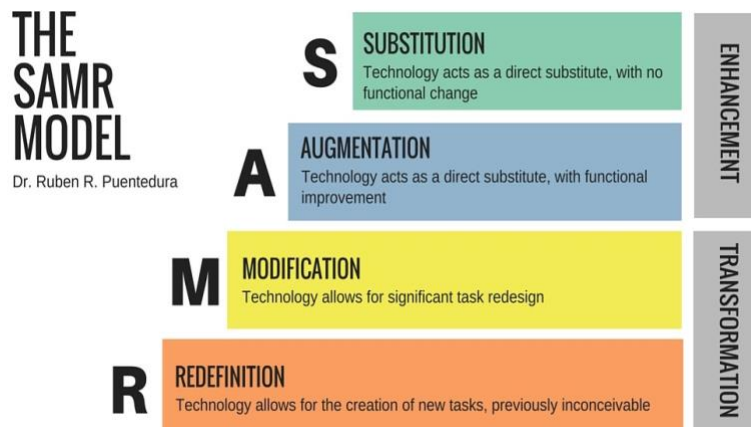 THE
SAMR
MODEL
Dr. Ruben R. Puentedura
S
SUBSTITUTION
Technology acts as a direct substitute, with no
functional change
A
AUGMENTATION
Technology acts as a direct substitute, with functional
improvement
ENHANCEMENT
M
MODIFICATION
Technology allows for significant task redesign
R
REDEFINITION
Technology allows for the creation of new tasks, previously inconceivable
TRANSFORMATION